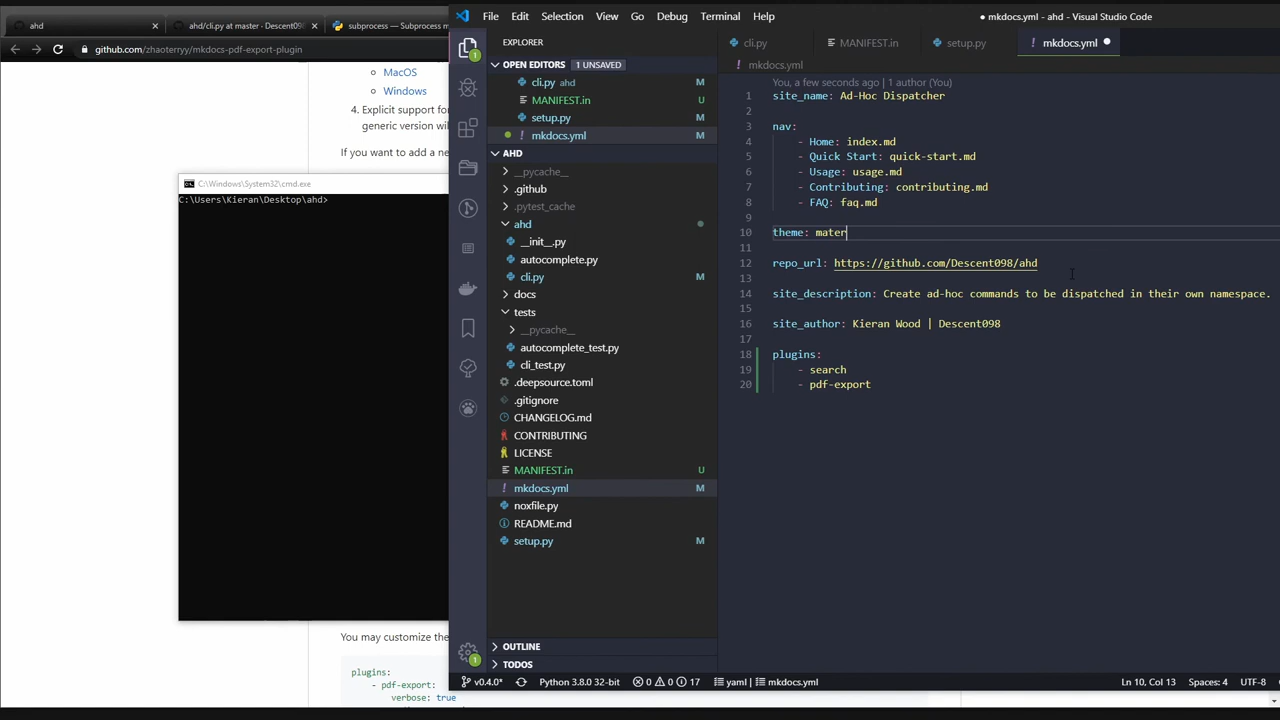 ahd
ahd/cli.py at master · Descent098
subprocess — Subprocess m
github.com/zhaoterryy/mkdocs-pdf-export-plugin
MacOS
Windows
4. Explicit support for
generic version wil
If you want to add a ne
C:\Windows\System32\cmd.exe
C:\Users\Kieran\Desktop\ahd>
You may customize the
plugins:
- pdf-export:
verbose: true
File Edit Selection View Go Debug Terminal Help
● mkdocs.yml - ahd - Visual Studio Code
EXPLORER
OPEN EDITORS 1 UNSAVED
cli.py ahd M
MANIFEST.in U
setup.py M
mkdocs.yml M
AHD
__pycache__
.github
.pytest_cache
ahd
__init__.py
autocomplete.py
cli.py M
docs
tests
__pycache__
autocomplete_test.py
cli_test.py
.deepsource.toml
.gitignore
CHANGELOG.md
CONTRIBUTING
LICENSE
MANIFEST.in U
mkdocs.yml M
noxfile.py
README.md
setup.py M
OUTLINE
TODOS
cli.py
MANIFEST.in
setup.py
mkdocs.yml
mkdocs.yml
You, a few seconds ago | 1 author (You)
1 site_name: Ad-Hoc Dispatcher
2
3 nav:
4 - Home: index.md
5 - Quick Start: quick-start.md
6 - Usage: usage.md
7 - Contributing: contributing.md
8 - FAQ: faq.md
9
10 theme: mater
11
12 repo_url: https://github.com/Descent098/ahd
13
14 site_description: Create ad-hoc commands to be dispatched in their own namespace.
15
16 site_author: Kieran Wood | Descent098
17
18 plugins:
19 - search
20 - pdf-export
1
1
v0.4.0* Python 3.8.0 32-bit 0 0 17 yaml | mkdocs.yml Ln 10, Col 13 Spaces: 4 UTF-8